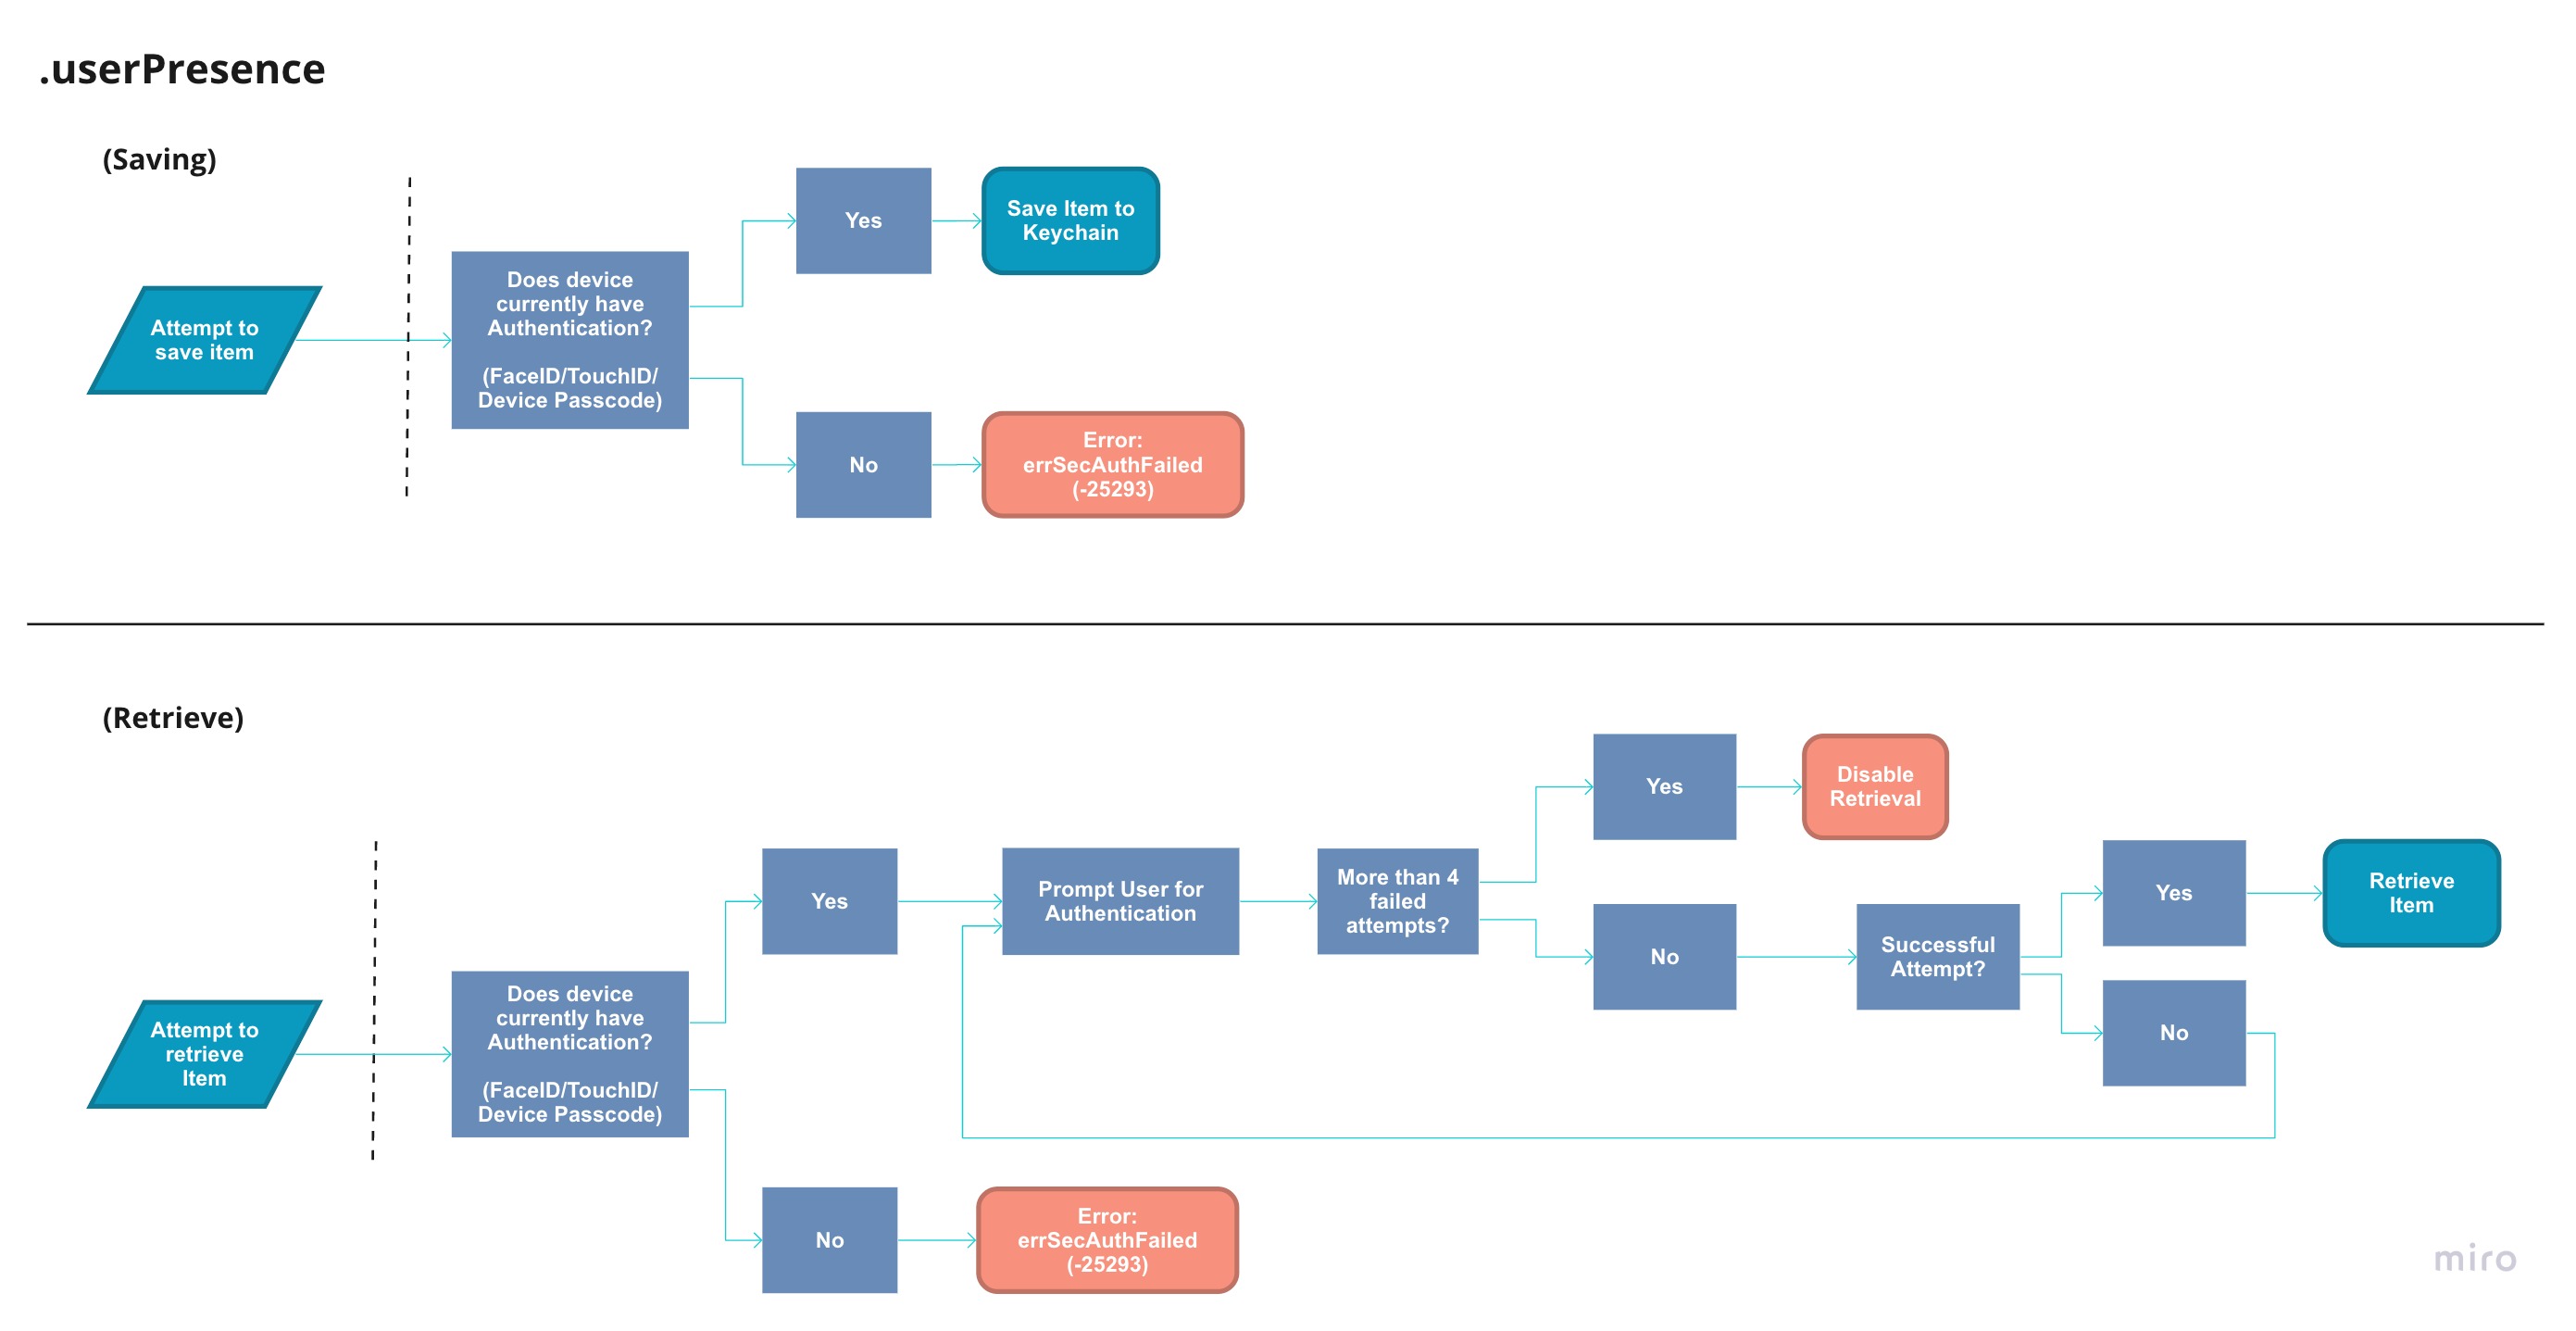 .userPresence
(Saving)
Attempt to
save item
Does device
currently have
Authentication?
(FaceID/TouchID/
Device Passcode)
Yes
Save Item to
Keychain
No
Error:
errSecAuthFailed
(-25293)
(Retrieve)
Attempt to
retrieve
Item
Does device
currently have
Authentication?
(FaceID/TouchID/
Device Passcode)
Yes
Prompt User for
Authentication
More than 4
failed
attempts?
Yes
Disable
Retrieval
No
Successful
Attempt?
Yes
Retrieve
Item
No
No
Error:
errSecAuthFailed
(-25293)
miro